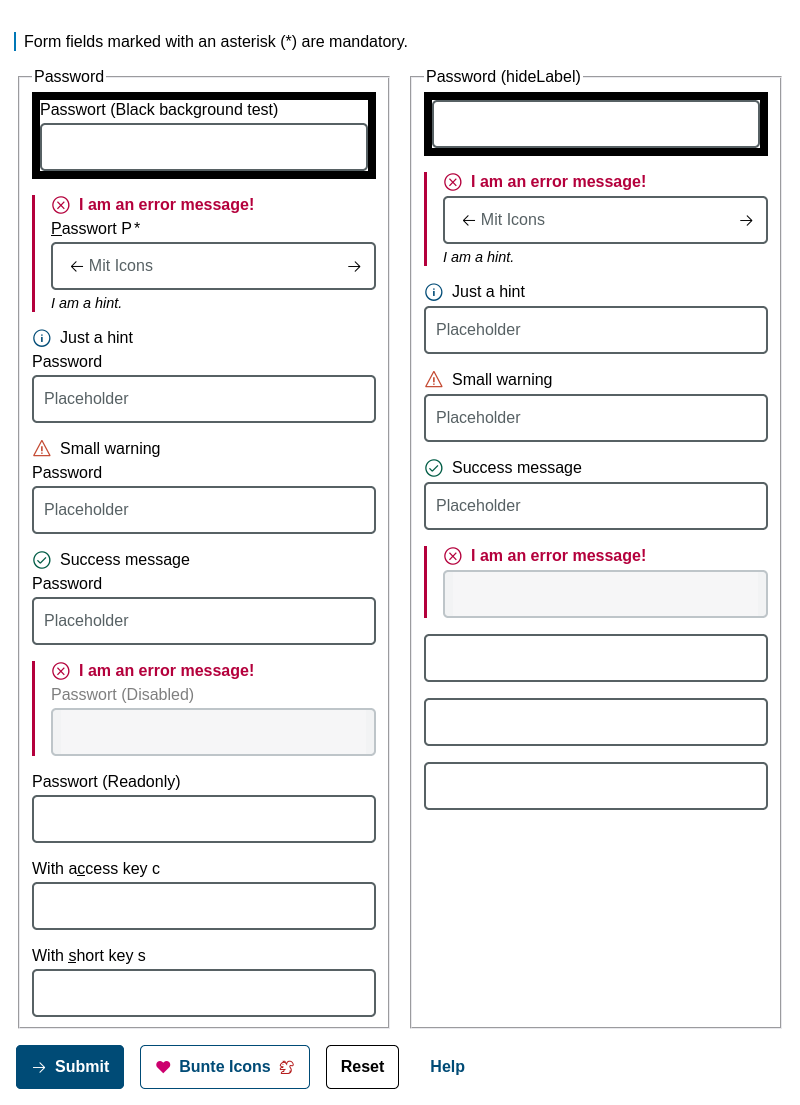 Form fields marked with an asterisk (*) are mandatory.
Password
Passwort (Black background test)
I am an error message!
Passwort P*
Mit Icons
I am a hint.
Just a hint
Password
Placeholder
Small warning
Password
Placeholder
Success message
Password
Placeholder
I am an error message!
Passwort (Disabled)
Passwort (Readonly)
With access key c
With short key s
Password (hideLabel)
I am an error message!
Mit Icons
I am a hint.
Just a hint
Placeholder
Small warning
Placeholder
Success message
Placeholder
I am an error message!
Submit
Bunte Icons
Reset
Help